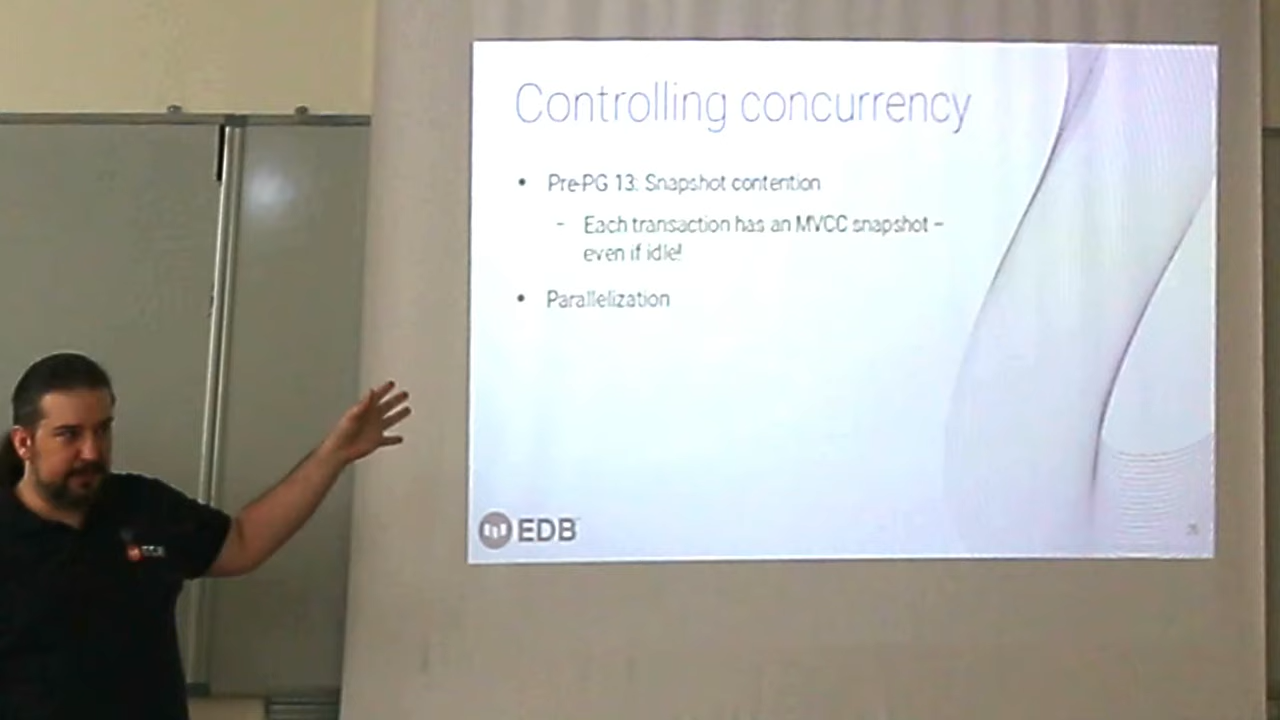 Controlling concurrency
• Pre-PG 13: Snapshot contention
– Each transaction has an MVCC snapshot –
even if idle!
• Parallelization
EDB